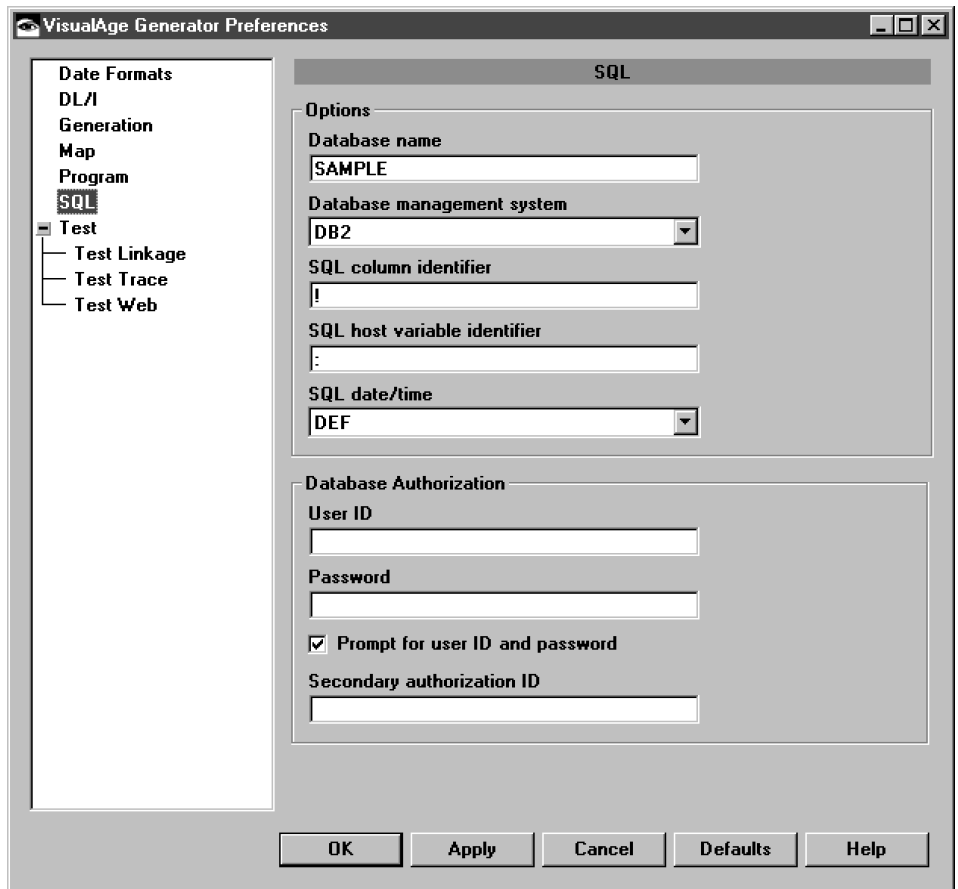 VisualAge Generator Preferences
Date Formats
DL/I
Generation
Map
Program
SQL
Test
Test Linkage
Test Trace
Test Web
SQL
Options
Database name
SAMPLE
Database management system
DB2
SQL column identifier
!
SQL host variable identifier
:
SQL date/time
DEF
Database Authorization
User ID
Password
Prompt for user ID and password
Secondary authorization ID
OK
Apply
Cancel
Defaults
Help